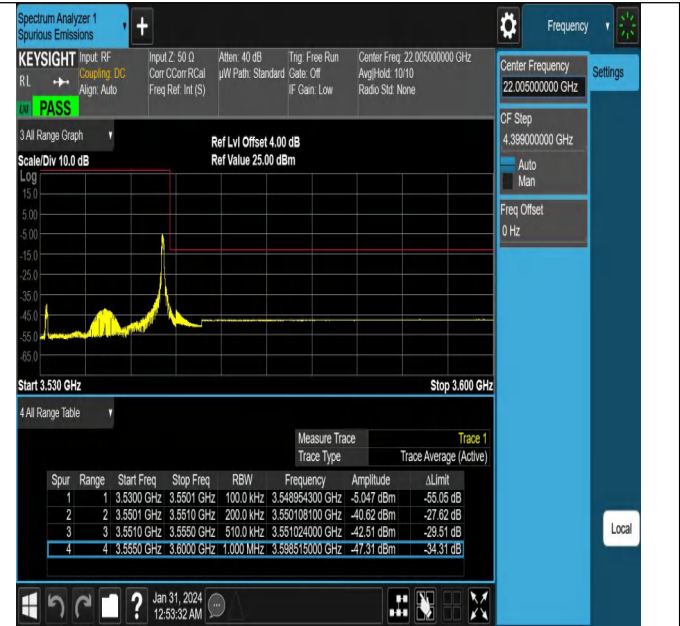 Spectrum Analyzer 1
Spurious Emissions
Frequency
KEYSIGHT Input: RF Input Z: 50 Ω Atten: 40 dB Trig: Free Run Center Freq: 22.005000000 GHz
RL Coupling: DC Corr CCorr RCal µW Path: Standard Gate: Off Avg|Hold: 10/10
Align: Auto Freq Ref: Int (S) IF Gain: Low Radio Std: None
PASS
Center Frequency
22.005000000 GHz
Settings
CF Step
4.399000000 GHz
Auto
Man
Freq Offset
0 Hz
3 All Range Graph
Ref Lvl Offset 4.00 dB
Scale/Div 10.0 dB Ref Value 25.00 dBm
Log
15.0
5.00
-5.00
-15.0
-25.0
-35.0
-45.0
-55.0
-65.0
Start 3.530 GHz Stop 3.600 GHz
4 All Range Table
Measure Trace Trace 1
Trace Type Trace Average (Active)
Spur Range Start Freq Stop Freq RBW Frequency Amplitude ΔLimit
1 1 3.5300 GHz 3.5501 GHz 100.0 kHz 3.548954300 GHz -5.047 dBm -55.05 dB
2 2 3.5501 GHz 3.5510 GHz 200.0 kHz 3.550108100 GHz -40.62 dBm -27.62 dB
3 3 3.5510 GHz 3.5550 GHz 510.0 kHz 3.551024000 GHz -42.51 dBm -29.51 dB
4 4 3.5550 GHz 3.6000 GHz 1.000 MHz 3.598515000 GHz -47.31 dBm -34.31 dB
Local
Jan 31, 2024
12:53:32 AM